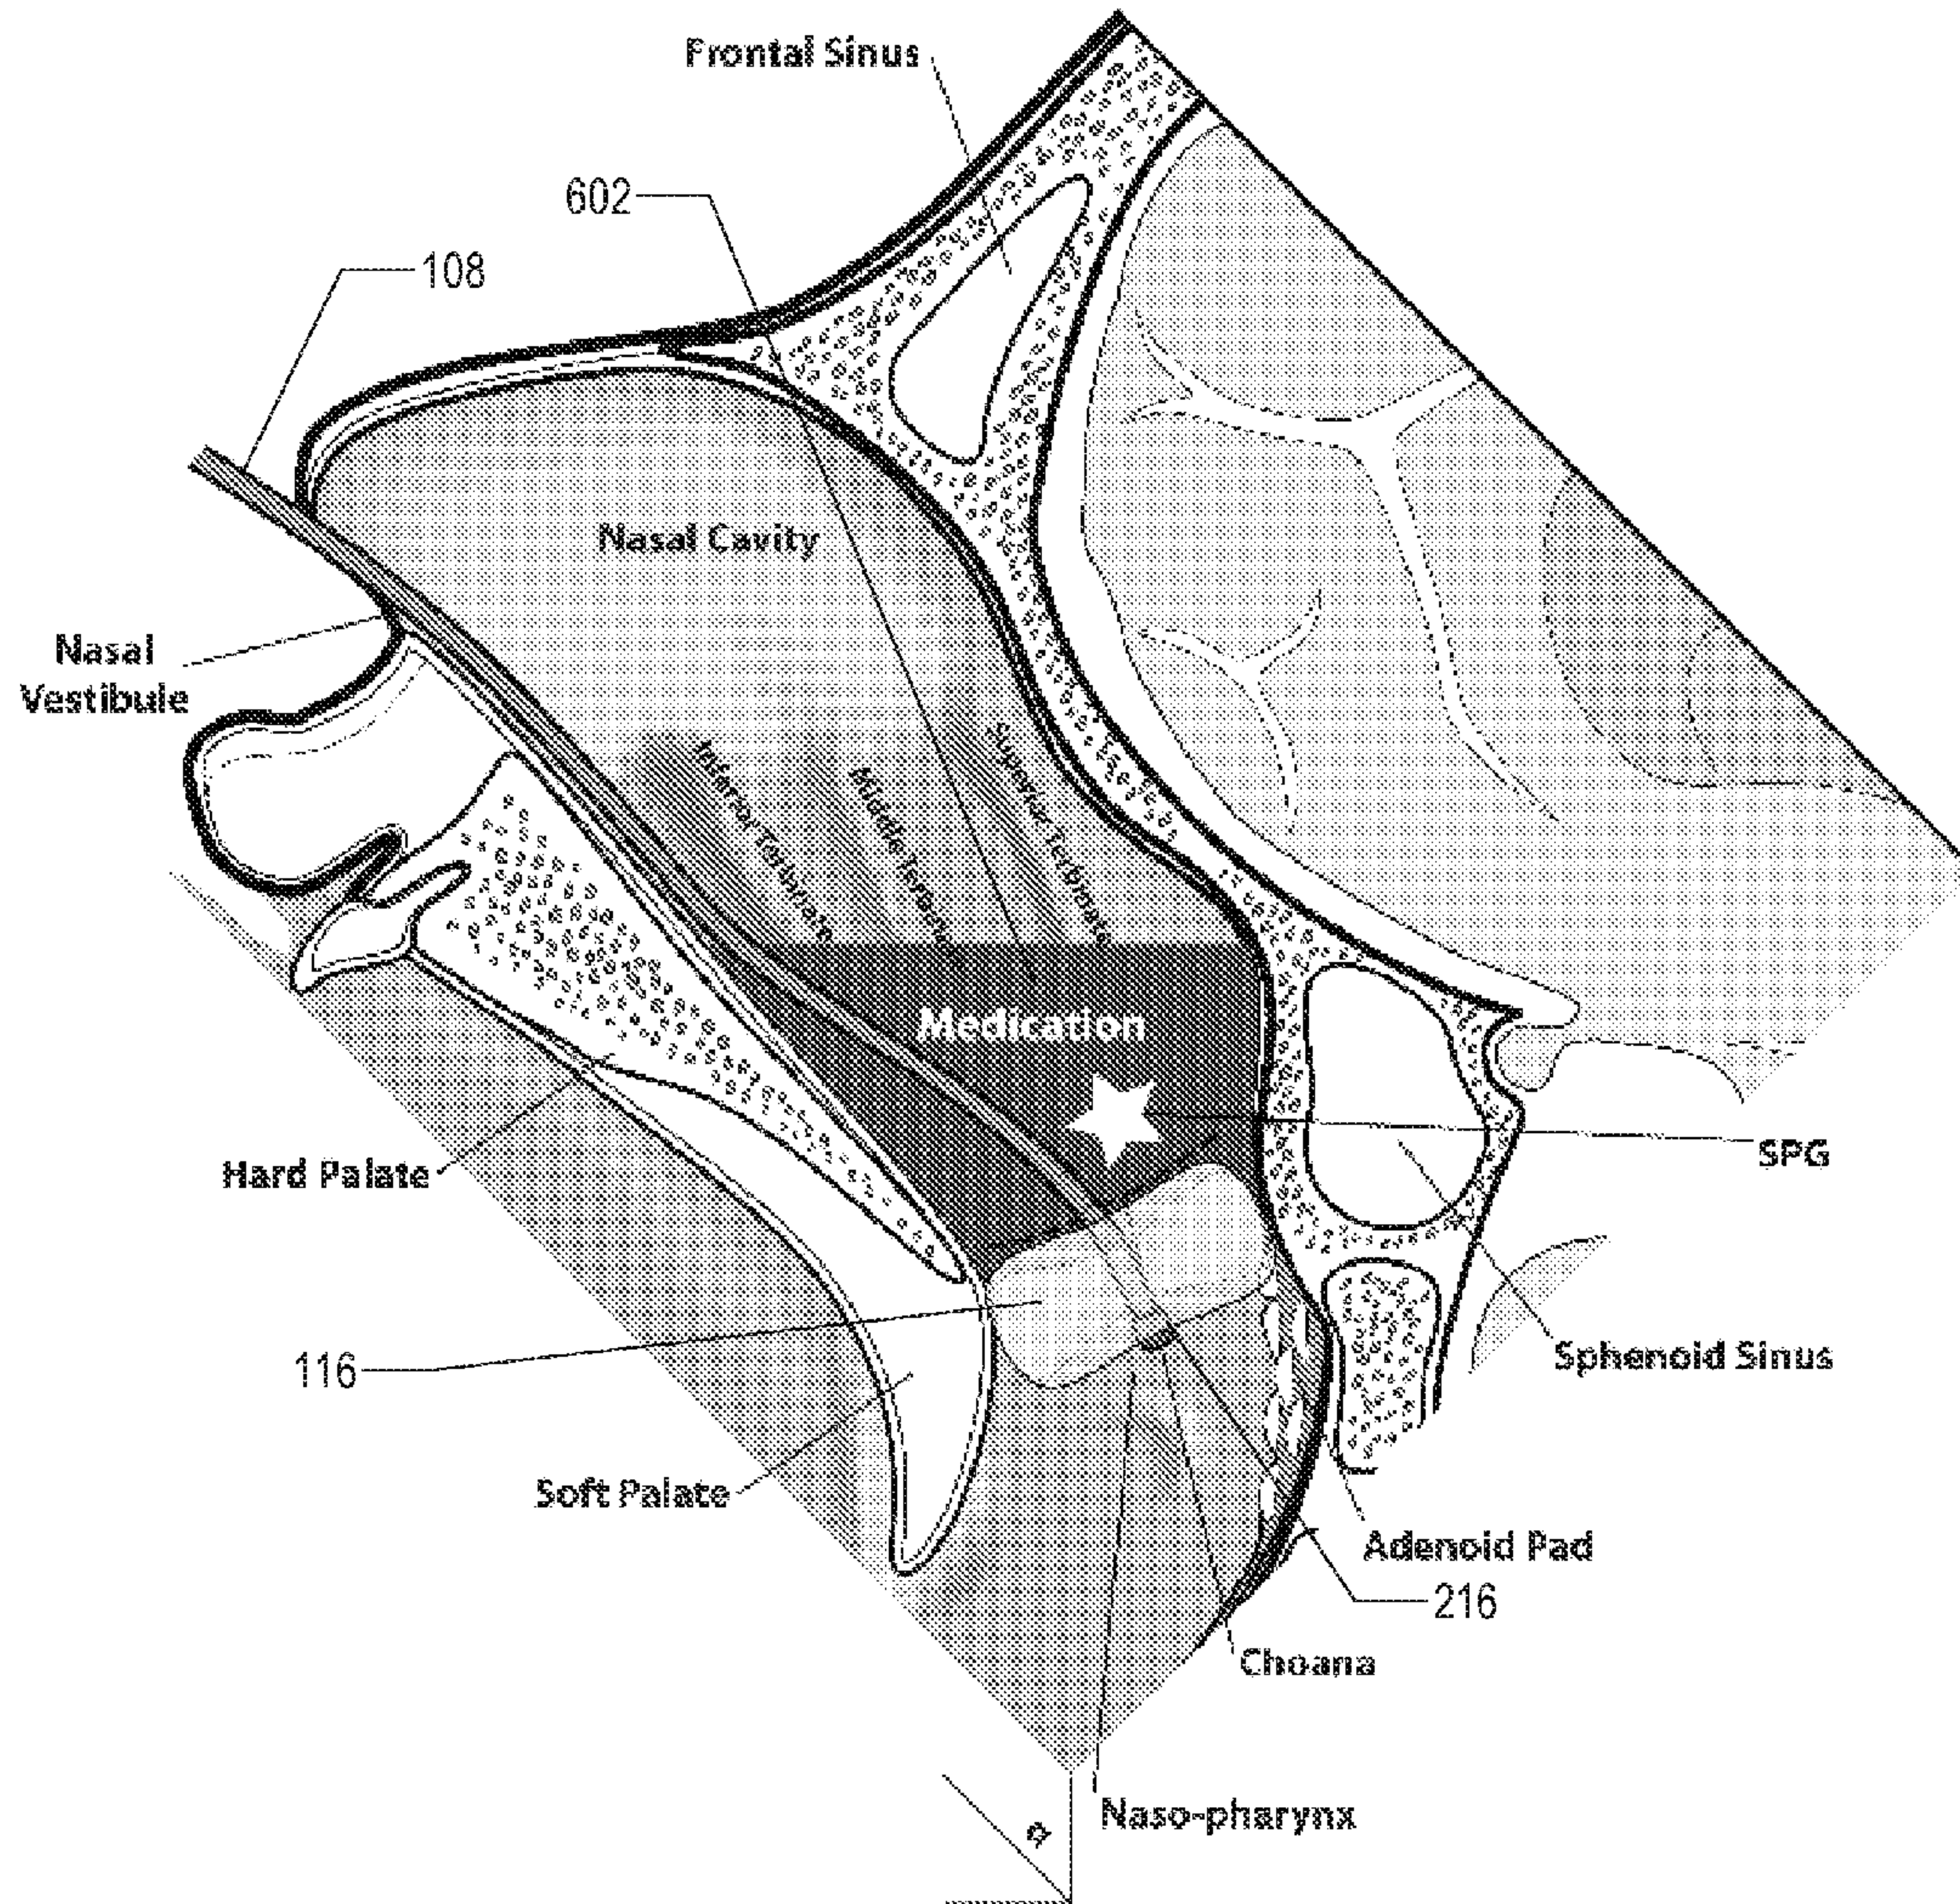 Frontal Sinus
602
108
Nasal Cavity
Nasal
Vestibule
Inferior Turbinate
Middle Turbinate
Superior Turbinate
Medication
SPG
Hard Palate
116
Sphenoid Sinus
Soft Palate
Adenoid Pad
216
Choana
Naso-pharynx